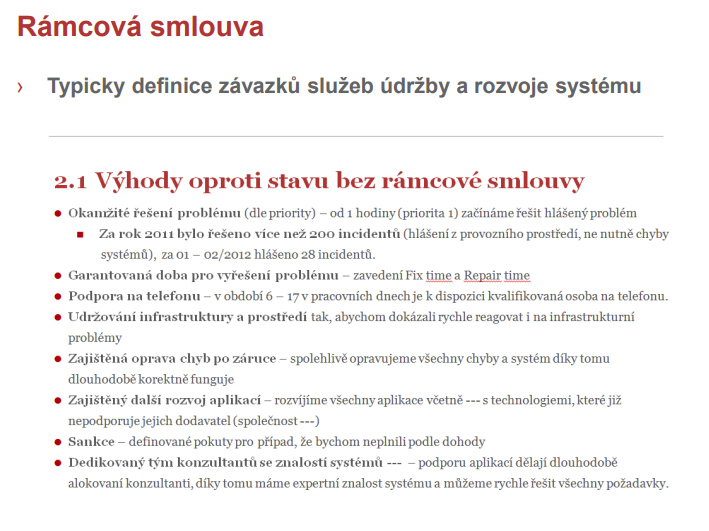 Rámcová smlouva
› Typicky definice závazků služeb údržby a rozvoje systému
2.1 Výhody oproti stavu bez rámcové smlouvy
● Okamžité řešení problému (dle priority) – od 1 hodiny (priorita 1) začínáme řešit hlášený problém
■ Za rok 2011 bylo řešeno více než 200 incidentů (hlášení z provozního prostředí, ne nutně chyby
systémů), za 01 – 02/2012 hlášeno 28 incidentů.
● Garantovaná doba pro vyřešení problému – zavedení Fix time a Repair time
● Podpora na telefonu – v období 6 – 17 v pracovních dnech je k dispozici kvalifikovaná osoba na telefonu.
● Udržování infrastruktury a prostředí tak, abychom dokázali rychle reagovat i na infrastrukturní
problémy
● Zajištěná oprava chyb po záruce – spolehlivě opravujeme všechny chyby a systém díky tomu
dlouhodobě korektně funguje
● Zajištěný další rozvoj aplikací – rozvíjíme všechny aplikace včetně --- s technologiemi, které již
nepodporuje jejich dodavatel (společnost ---)
● Sankce – definované pokuty pro případ, že bychom neplnili podle dohody
● Dedikovaný tým konzultantů se znalostí systémů --- – podporu aplikací dělají dlouhodobě
alokovaní konzultanti, díky tomu máme expertní znalost systému a můžeme rychle řešit všechny požadavky.